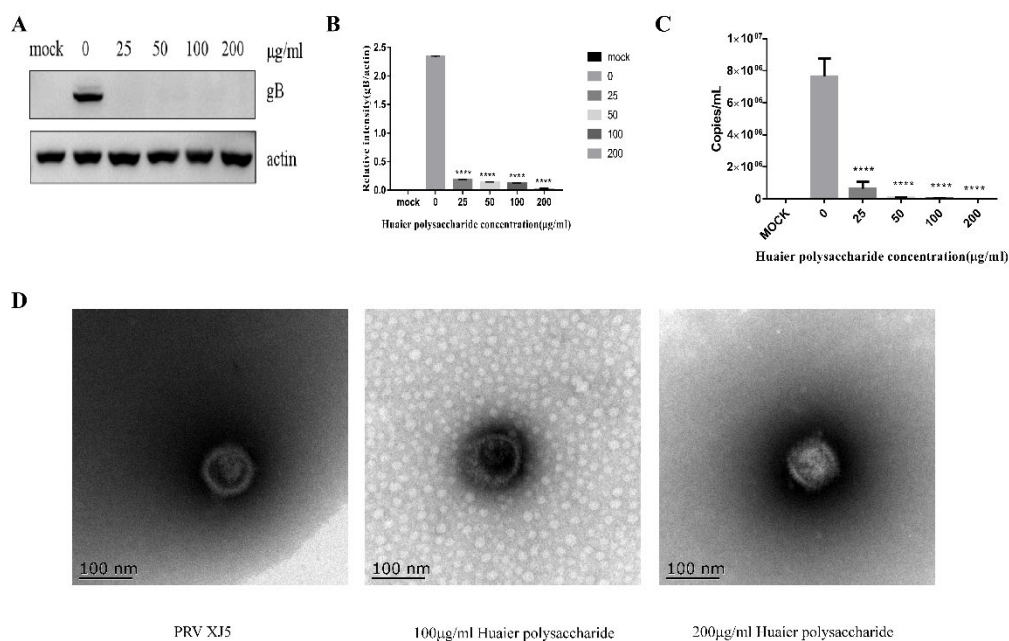 A
mock 0 25 50 100 200 μg/ml
gB
actin
B
Relative intensity(gB/actin)
2.5
2.0
1.5
1.0
0.5
0.0
**** **** **** ****
mock 0 25 50 100 200
Huaier polysaccharide concentration(μg/ml)
mock
0
25
50
100
200
C
Copies/mL
1×10⁰⁷
8×10⁰⁶
6×10⁰⁶
4×10⁰⁶
2×10⁰⁶
0
**** **** **** ****
MOCK 0 25 50 100 200
Huaier polysaccharide concentration(μg/ml)
D
100 nm
100 nm
100 nm
PRV XJ5
100μg/ml Huaier polysaccharide
200μg/ml Huaier polysaccharide